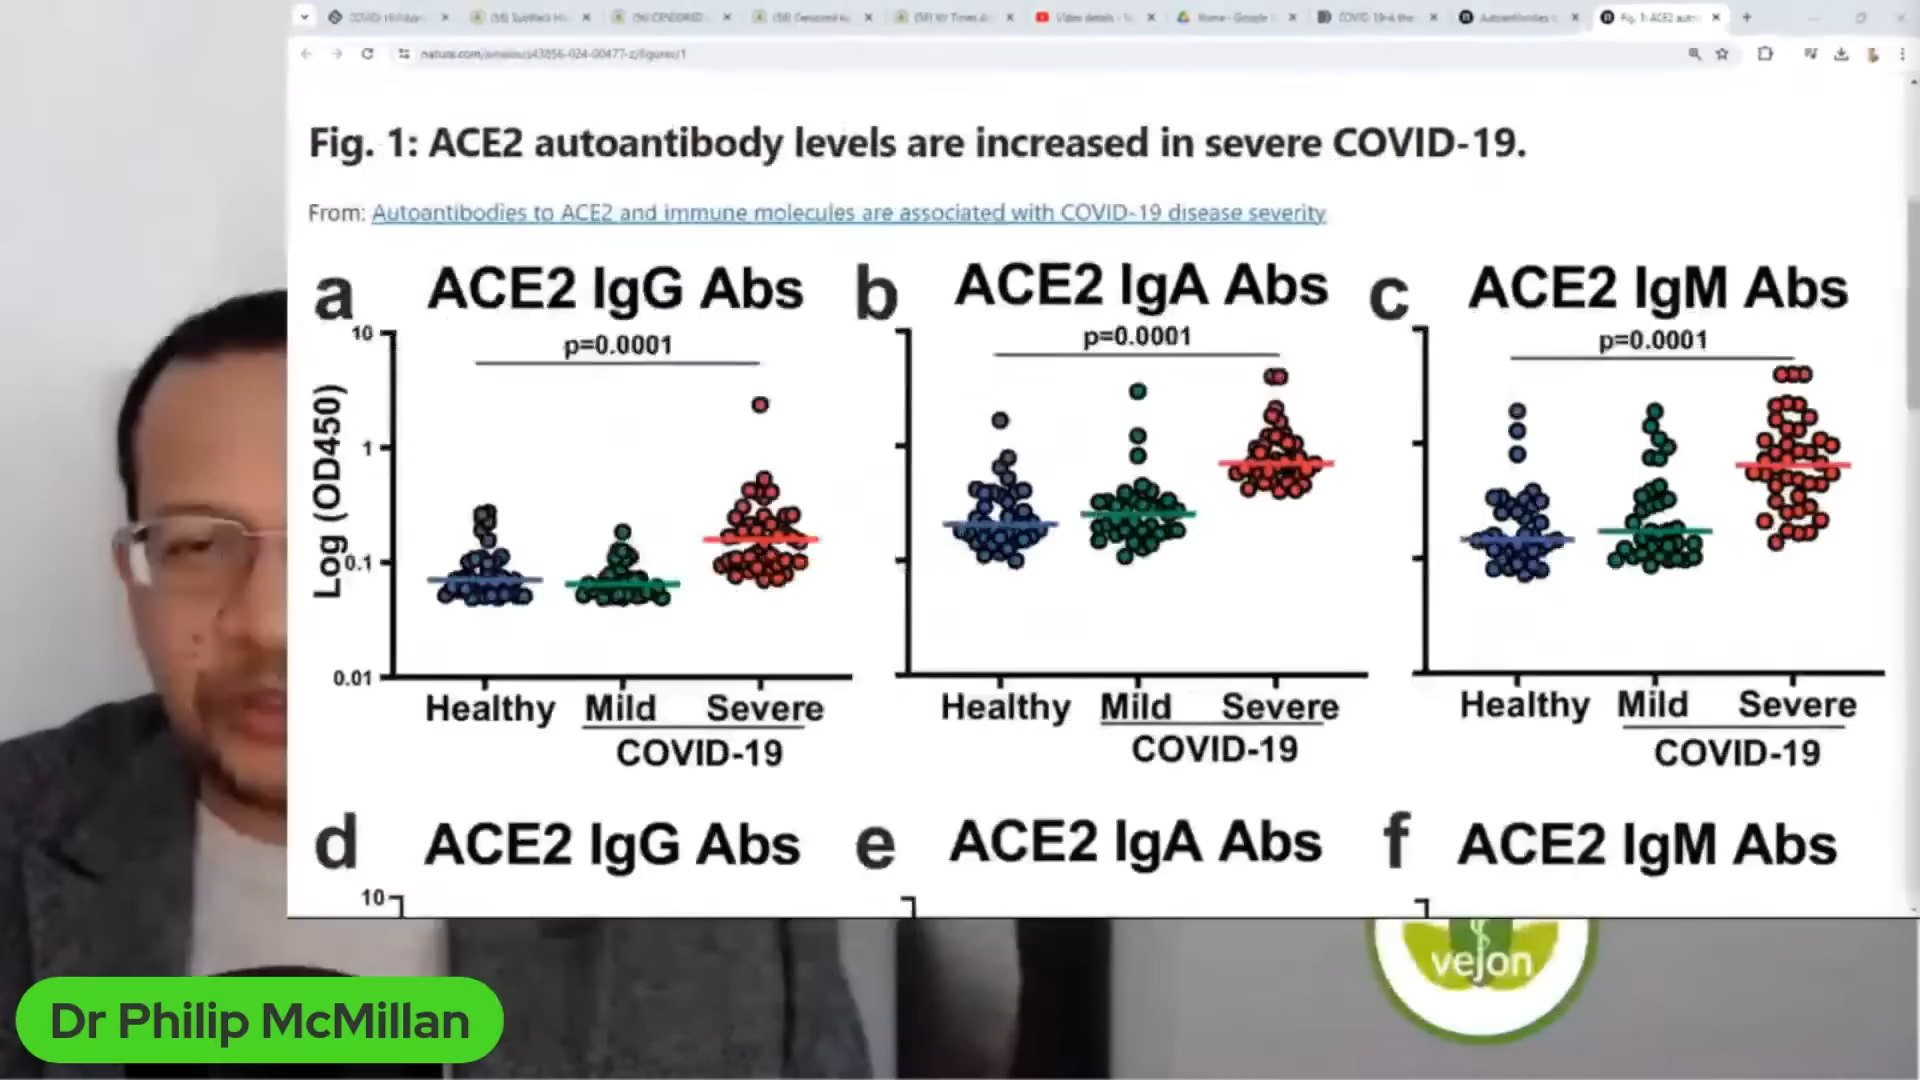 Fig. 1: ACE2 autoantibody levels are increased in severe COVID-19.
From: Autoantibodies to ACE2 and immune molecules are associated with COVID-19 disease severity
a ACE2 IgG Abs
b ACE2 IgA Abs
c ACE2 IgM Abs
p=0.0001
p=0.0001
p=0.0001
Log (OD450)
10
1
0.1
0.01
Healthy Mild Severe
COVID-19
Healthy Mild Severe
COVID-19
Healthy Mild Severe
COVID-19
d ACE2 IgG Abs
e ACE2 IgA Abs
f ACE2 IgM Abs
10
vejon
Dr Philip McMillan